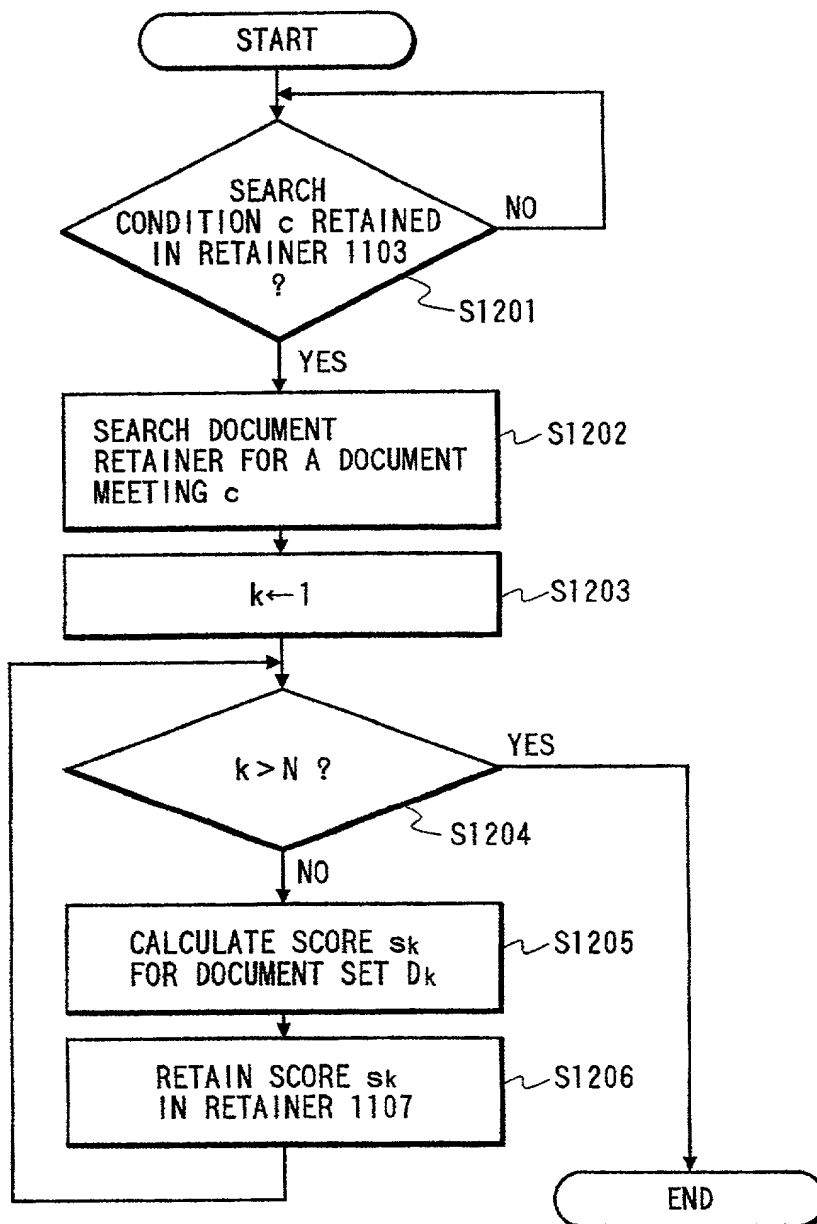 START
SEARCH
CONDITION c RETAINED
IN RETAINER 1103
?
NO
S1201
YES
SEARCH DOCUMENT
RETAINER FOR A DOCUMENT
MEETING c
S1202
k←1
S1203
k > N ?
YES
S1204
NO
CALCULATE SCORE sk
FOR DOCUMENT SET Dk
S1205
RETAIN SCORE sk
IN RETAINER 1107
S1206
END